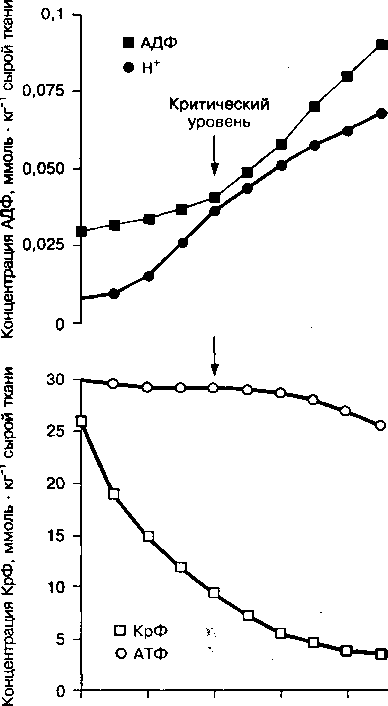 Концентрация АДФ, ммоль · кг⁻¹ сырой ткани
0,1
0,075
0,050
0,025
0
АДФ
Н⁺
Критический
уровень
Концентрация КрФ, ммоль · кг⁻¹ сырой ткани
30
25
20
15
10
5
0
КрФ
АТФ